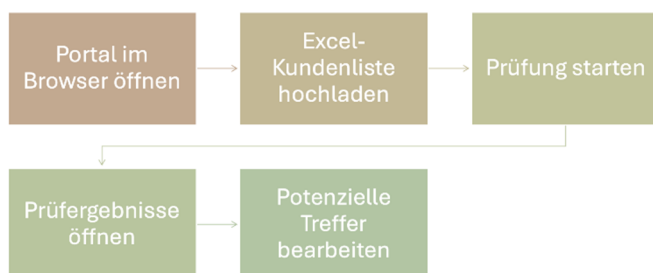 Portal im
Browser öffnen
Excel-
Kundenliste
hochladen
Prüfung starten
Prüfergebnisse
öffnen
Potenzielle
Treffer
bearbeiten